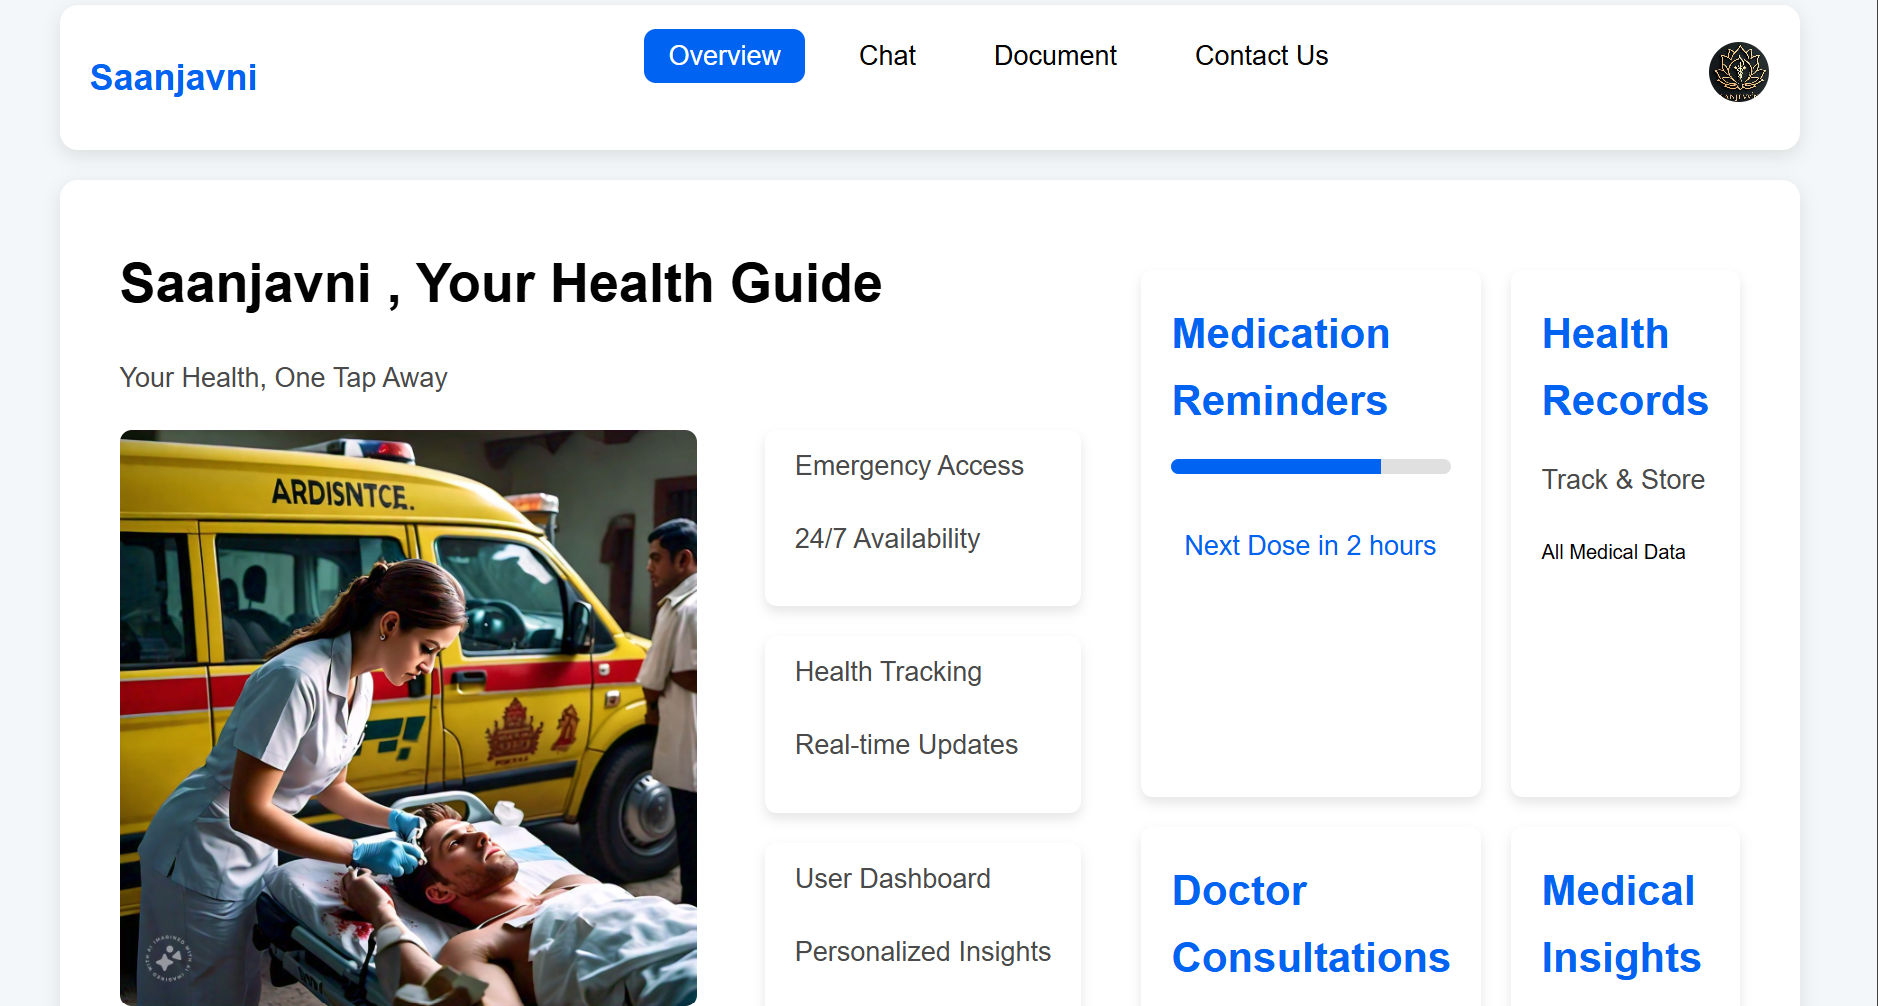 Saanjavni
Overview
Chat
Document
Contact Us
Saanjavni , Your Health Guide
Your Health, One Tap Away
ARDISNTCE.
Emergency Access
24/7 Availability
Health Tracking
Real-time Updates
User Dashboard
Personalized Insights
Medication
Reminders
Next Dose in 2 hours
Health
Records
Track & Store
All Medical Data
Doctor
Consultations
Medical
Insights